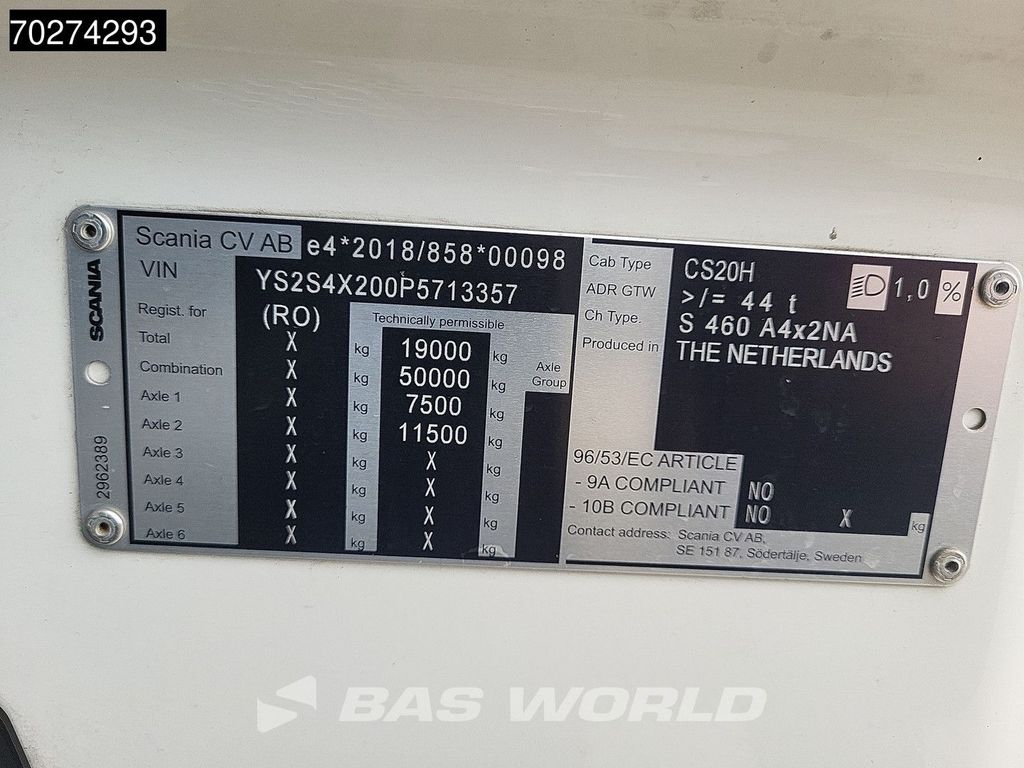 70274293
SCANIA
2962389
Scania CV AB e4*2018/858*00098
VIN YS2S4X200P5713357
Regist. for (RO) Technically permissible
Total X kg 19000 kg
Combination X kg 50000 kg Axle Group
Axle 1 X kg 7500 kg
Axle 2 X kg 11500 kg
Axle 3 X kg X kg
Axle 4 X kg X kg
Axle 5 X kg X kg
Axle 6 X kg X kg
Cab Type CS20H 1,0 %
ADR GTW >/= 44 t
Ch Type. S 460 A4x2NA
Produced in THE NETHERLANDS
96/53/EC ARTICLE
- 9A COMPLIANT NO
- 10B COMPLIANT NO X kg
Contact address: Scania CV AB,
SE 151 87, Södertälje, Sweden
BAS WORLD